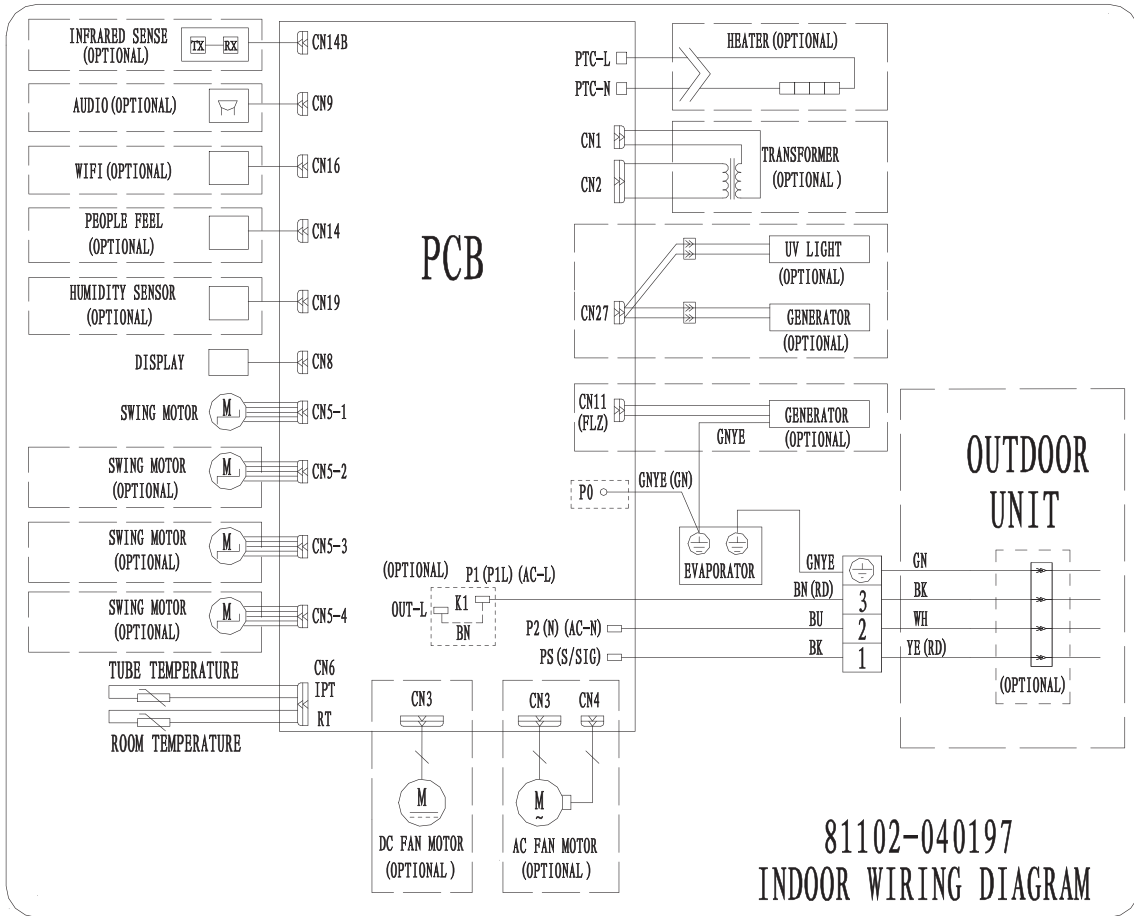 INFRARED SENSE
(OPTIONAL)
TX RX
CN14B
AUDIO (OPTIONAL)
CN9
WIFI (OPTIONAL)
CN16
PEOPLE FEEL
(OPTIONAL)
CN14
HUMIDITY SENSOR
(OPTIONAL)
CN19
DISPLAY
CN8
SWING MOTOR
M
CN5-1
SWING MOTOR
(OPTIONAL)
M
CN5-2
SWING MOTOR
(OPTIONAL)
M
CN5-3
SWING MOTOR
(OPTIONAL)
M
CN5-4
TUBE TEMPERATURE
CN6
IPT
RT
ROOM TEMPERATURE
PCB
HEATER (OPTIONAL)
PTC-L
PTC-N
CN1
CN2
TRANSFORMER
(OPTIONAL )
UV LIGHT
(OPTIONAL)
CN27
GENERATOR
(OPTIONAL)
CN11
(FLZ)
GENERATOR
(OPTIONAL)
GNYE
P0
GNYE (GN)
EVAPORATOR
(OPTIONAL)
P1 (P1L) (AC-L)
OUT-L
K1
BN
P2 (N) (AC-N)
PS (S/SIG)
GNYE
BN (RD)
BU
BK
3
2
1
GN
BK
WH
YE (RD)
OUTDOOR
UNIT
(OPTIONAL)
CN3
M
DC FAN MOTOR
(OPTIONAL )
CN3
CN4
M
~
AC FAN MOTOR
(OPTIONAL )
81102-040197
INDOOR WIRING DIAGRAM